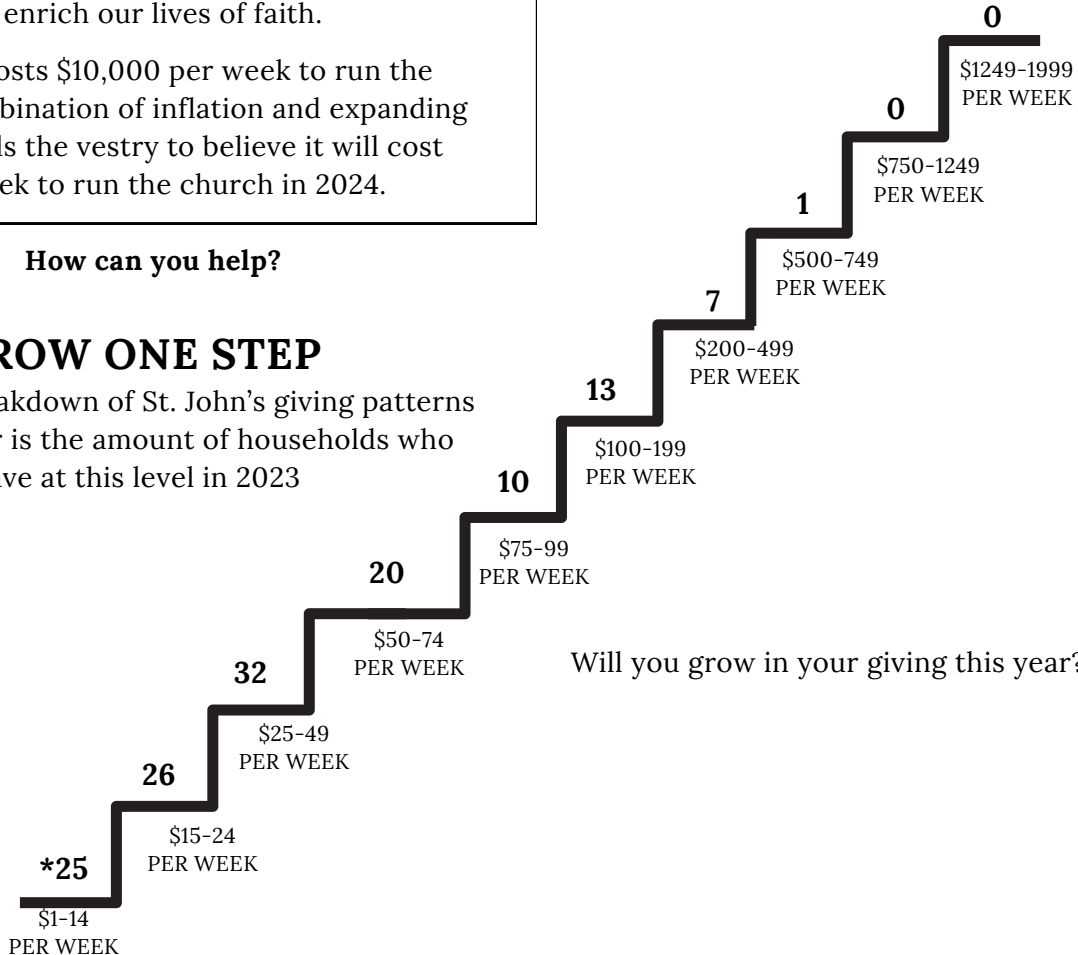 enrich our lives of faith.
osts $10,000 per week to run the
bination of inflation and expanding
ls the vestry to believe it will cost
ek to run the church in 2024.
How can you help?
ROW ONE STEP
akdown of St. John's giving patterns
r is the amount of households who
ve at this level in 2023
0
$1249-1999
PER WEEK
0
$750-1249
PER WEEK
1
$500-749
PER WEEK
7
$200-499
PER WEEK
13
$100-199
PER WEEK
10
$75-99
PER WEEK
20
$50-74
PER WEEK
32
$25-49
PER WEEK
26
$15-24
PER WEEK
*25
$1-14
PER WEEK
Will you grow in your giving this year?